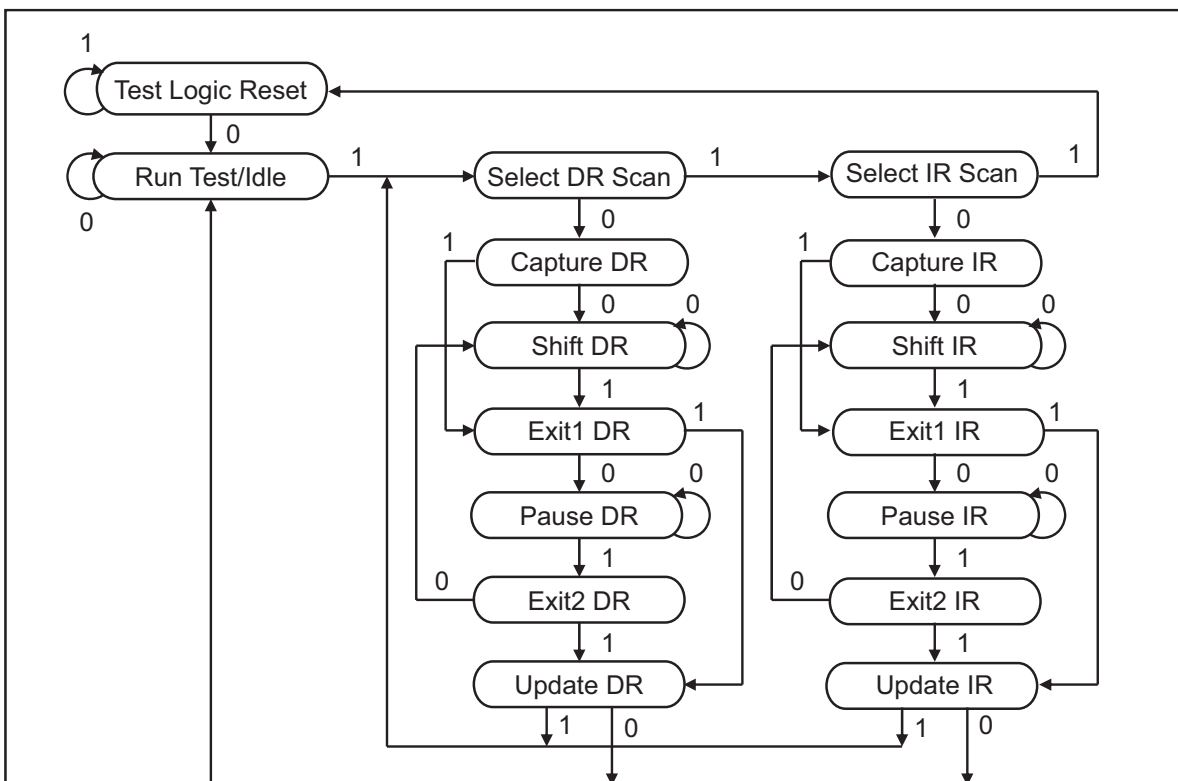 1
Test Logic Reset
0
Run Test/Idle
0
1
Select DR Scan
1
Select IR Scan
1
0
0
1
Capture DR
1
Capture IR
0
0
0
0
Shift DR
Shift IR
1
1
Exit1 DR
1
Exit1 IR
1
0
0
0
0
Pause DR
Pause IR
1
1
0
Exit2 DR
0
Exit2 IR
1
1
Update DR
Update IR
1
0
1
0